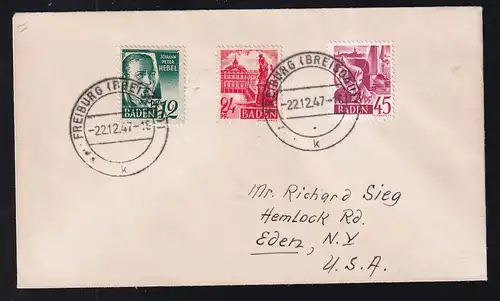 JOHANN
PETER
HEBEL
12
BADEN
24
BADEN
45
BADEN
FREIBURG
-22.12.47-
k
FREIBURG (BREISGAU)
-22.12.47-
k
Mr. Richard Sieg
Hemlock Rd.
Eden, N.Y
U.S.A.